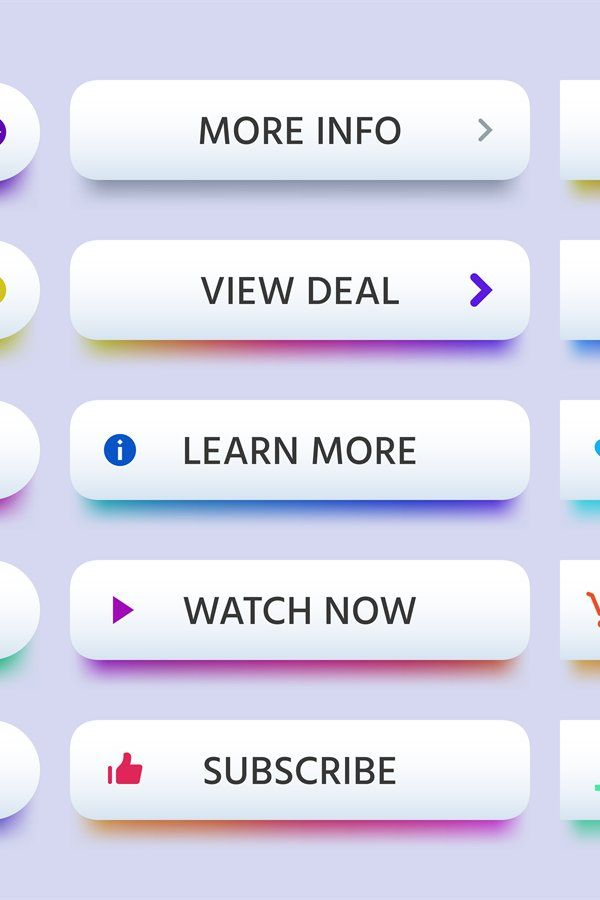 MORE INFO
VIEW DEAL
LEARN MORE
WATCH NOW
SUBSCRIBE